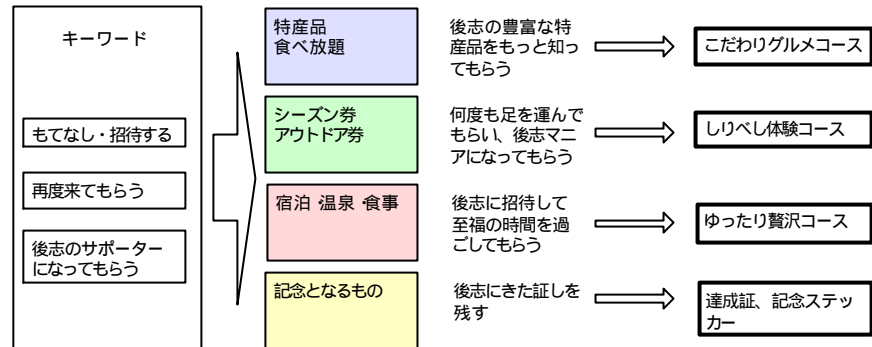 キーワード
もてなし・招待する
再度来てもらう
後志のサポーター
になってもらう
特産品
食べ放題
後志の豊富な特
産品をもっと知っ
てもらう
こだわりグルメコース
シーズン券
アウトドア券
何度も足を運んで
もらい、後志マニ
アになってもらう
しりべし体験コース
宿泊・温泉・食事
後志に招待して
至福の時間を過
ごしてもらう
ゆったり贅沢コース
記念となるもの
後志にきた証しを
残す
達成証、記念ステッ
カー